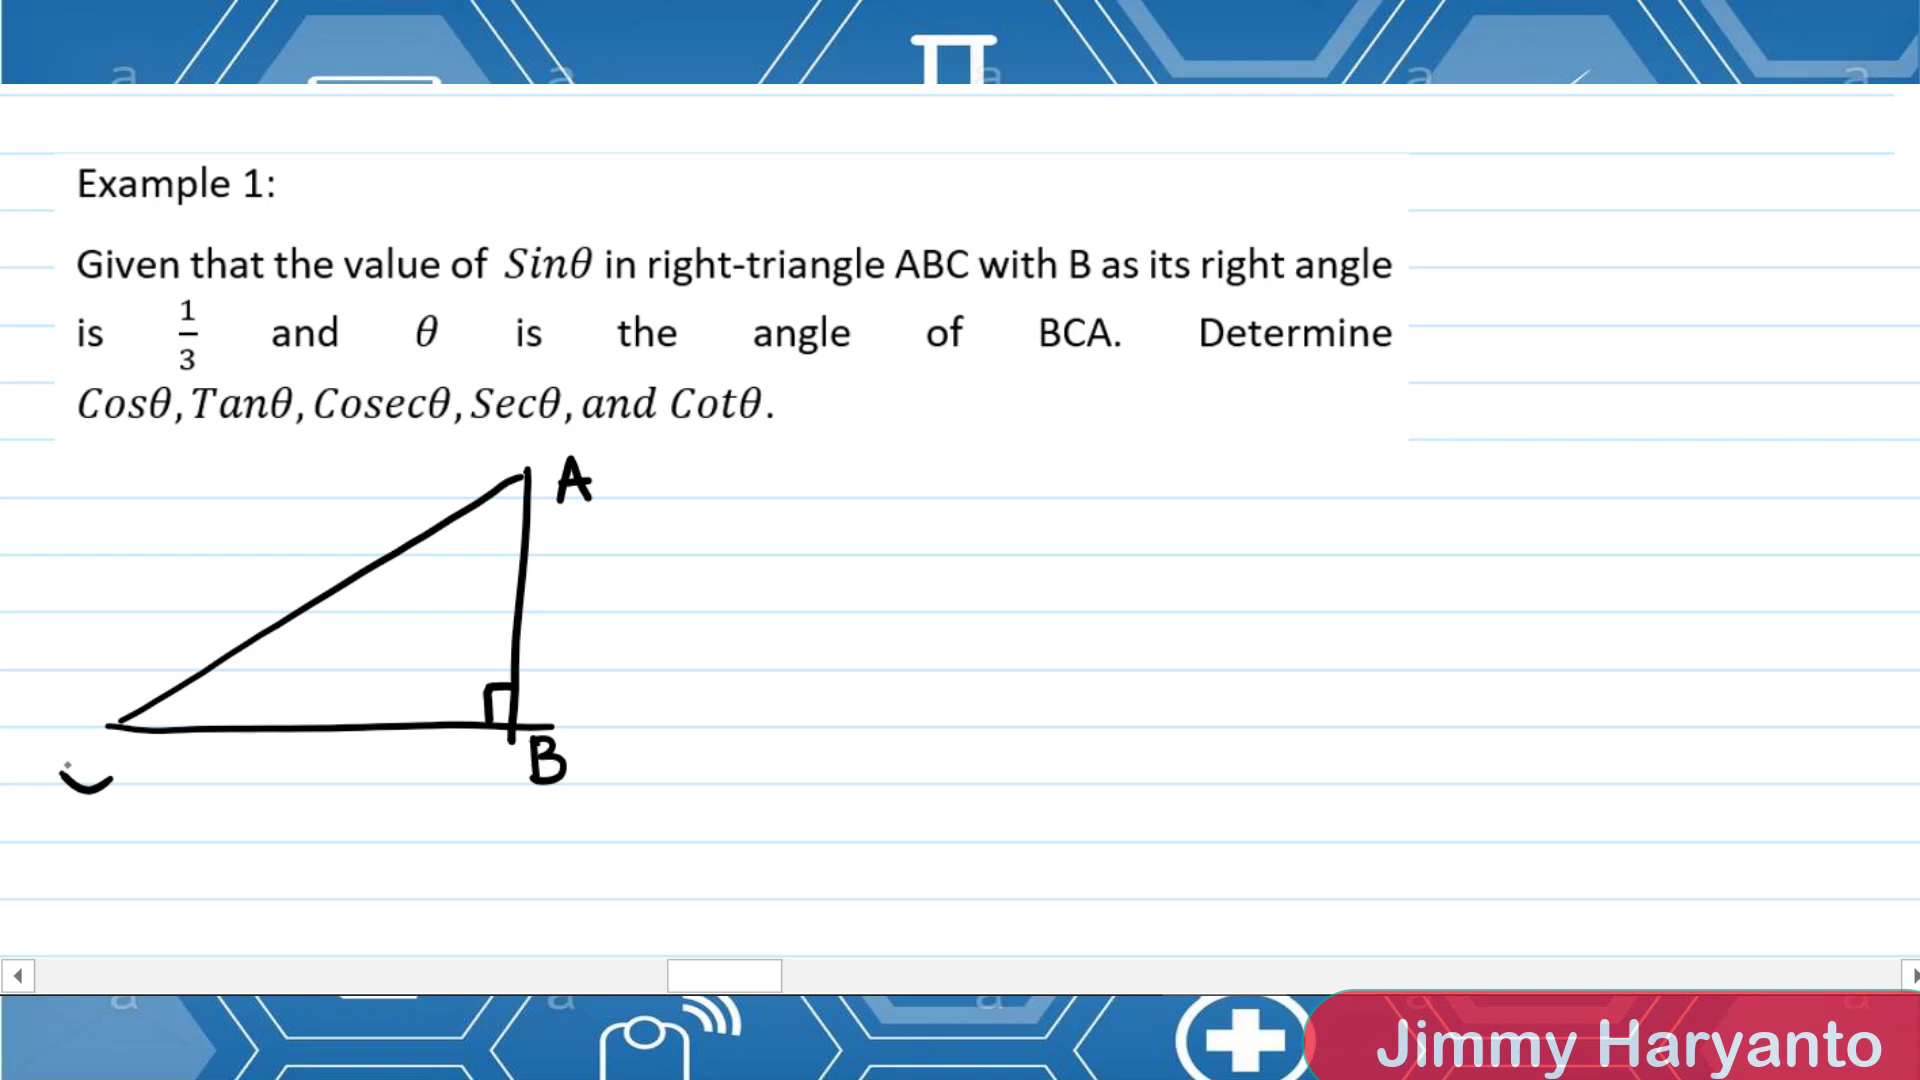 Example 1:
Given that the value of Sinθ in right-triangle ABC with B as its right angle
is 1/3 and θ is the angle of BCA. Determine
Cosθ, Tanθ, Cosecθ, Secθ, and Cotθ.
A
B
Jimmy Haryanto